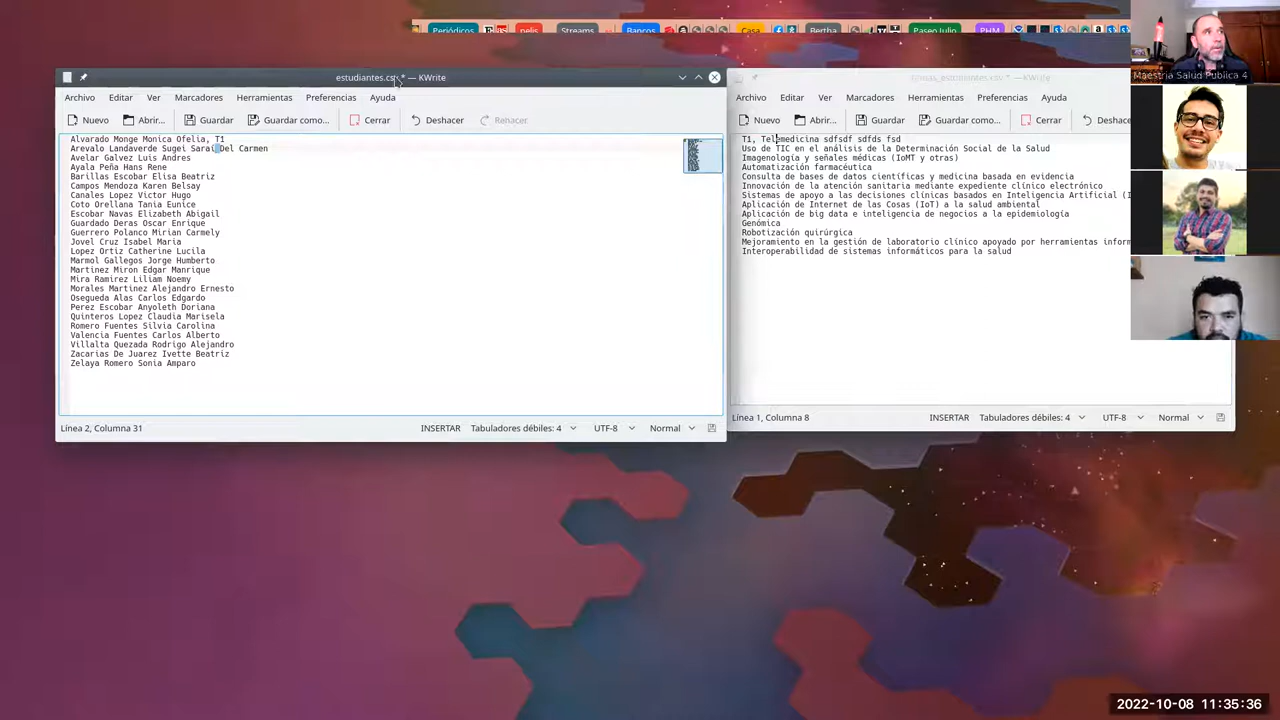 Periódicos
pelis
Streams
Bancos
Casa
Bertha
Paseo Julio
PHM
Maestría Salud Pública 4
estudiantes.csv * — KWrite
Archivo Editar Ver Marcadores Herramientas Preferencias Ayuda
Nuevo Abrir... Guardar Guardar como... Cerrar Deshacer Rehacer
Alvarado Monge Monica Ofelia, T1
Arevalo Landaverde Sugei Sarai Del Carmen
Avelar Galvez Luis Andres
Ayala Peña Hans Rene
Barillas Escobar Elisa Beatriz
Campos Mendoza Karen Belsay
Canales Lopez Victor Hugo
Coto Orellana Tania Eunice
Escobar Navas Elizabeth Abigail
Guardado Deras Oscar Enrique
Guerrero Polanco Mirian Carmely
Jovel Cruz Isabel Maria
Lopez Ortiz Catherine Lucila
Marmol Gallegos Jorge Humberto
Martinez Miron Edgar Manrique
Mira Ramirez Liliam Noemy
Morales Martinez Alejandro Ernesto
Osegueda Alas Carlos Edgardo
Perez Escobar Anyoleth Doriana
Quinteros Lopez Claudia Marisela
Romero Fuentes Silvia Carolina
Valencia Fuentes Carlos Alberto
Villalta Quezada Rodrigo Alejandro
Zacarias De Juarez Ivette Beatriz
Zelaya Romero Sonia Amparo
Línea 2, Columna 31 INSERTAR Tabuladores débiles: 4 UTF-8 Normal
— KWrite
Archivo Editar Ver Marcadores Herramientas Preferencias Ayuda
Nuevo Abrir... Guardar Guardar como... Cerrar Deshace
T1, Telemedicina sdfsdf sdfds fsd
Uso de TIC en el análisis de la Determinación Social de la Salud
Imagenología y señales médicas (IoMT y otras)
Automatización farmacéutica
Consulta de bases de datos científicas y medicina basada en evidencia
Innovación de la atención sanitaria mediante expediente clínico electrónico
Sistemas de apoyo a las decisiones clínicas basados en Inteligencia Artificial (I
Aplicación de Internet de las Cosas (IoT) a la salud ambiental
Aplicación de big data e inteligencia de negocios a la epidemiología
Genómica
Robotización quirúrgica
Mejoramiento en la gestión de laboratorio clínico apoyado por herramientas inform
Interoperabilidad de sistemas informáticos para la salud
Línea 1, Columna 8 INSERTAR Tabuladores débiles: 4 UTF-8 Normal
2022-10-08 11:35:36